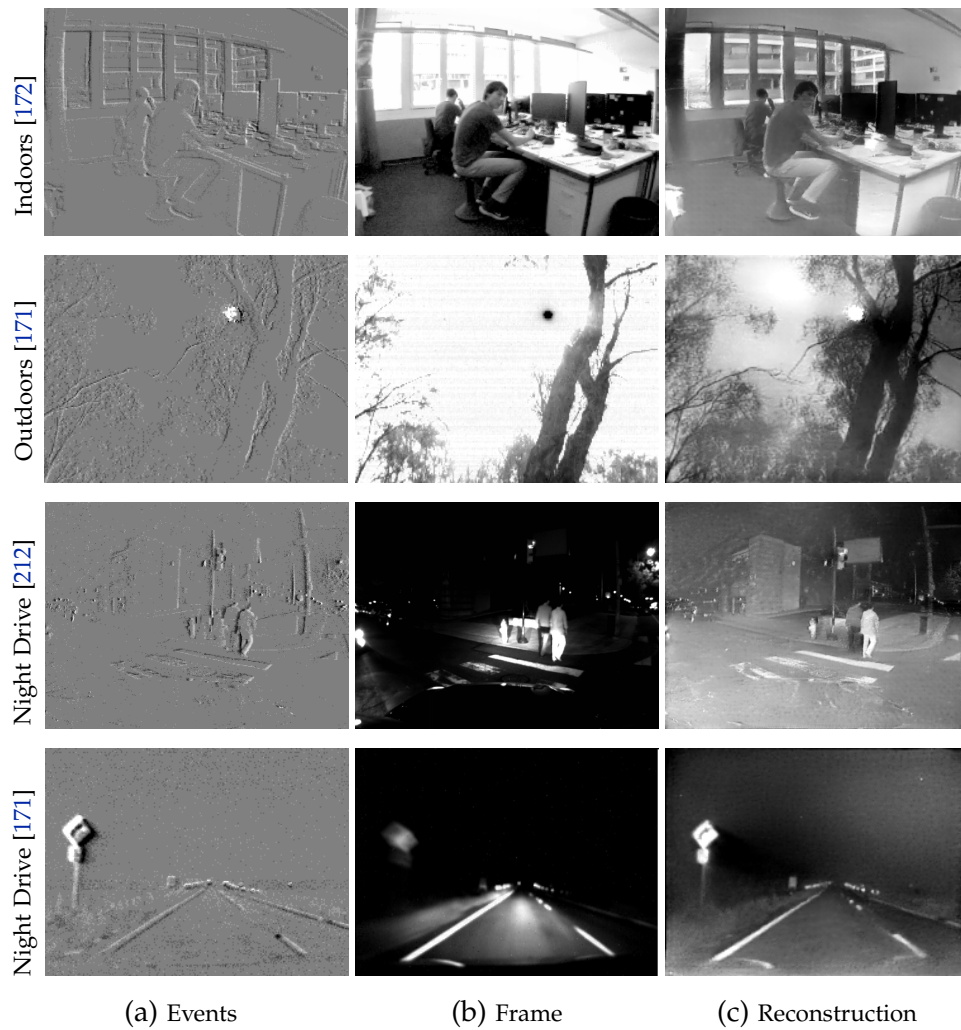 Indoors [172]
Outdoors [171]
Night Drive [212]
Night Drive [171]
(a) Events
(b) Frame
(c) Reconstruction